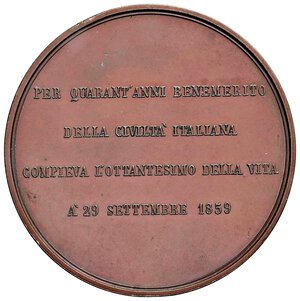 PER QUARANT'ANNI BENEMERITO
DELLA CIVILTÀ ITALIANA
COMPIEVA L'OTTANTESIMO DELLA VITA
A' 29 SETTEMBRE 1859